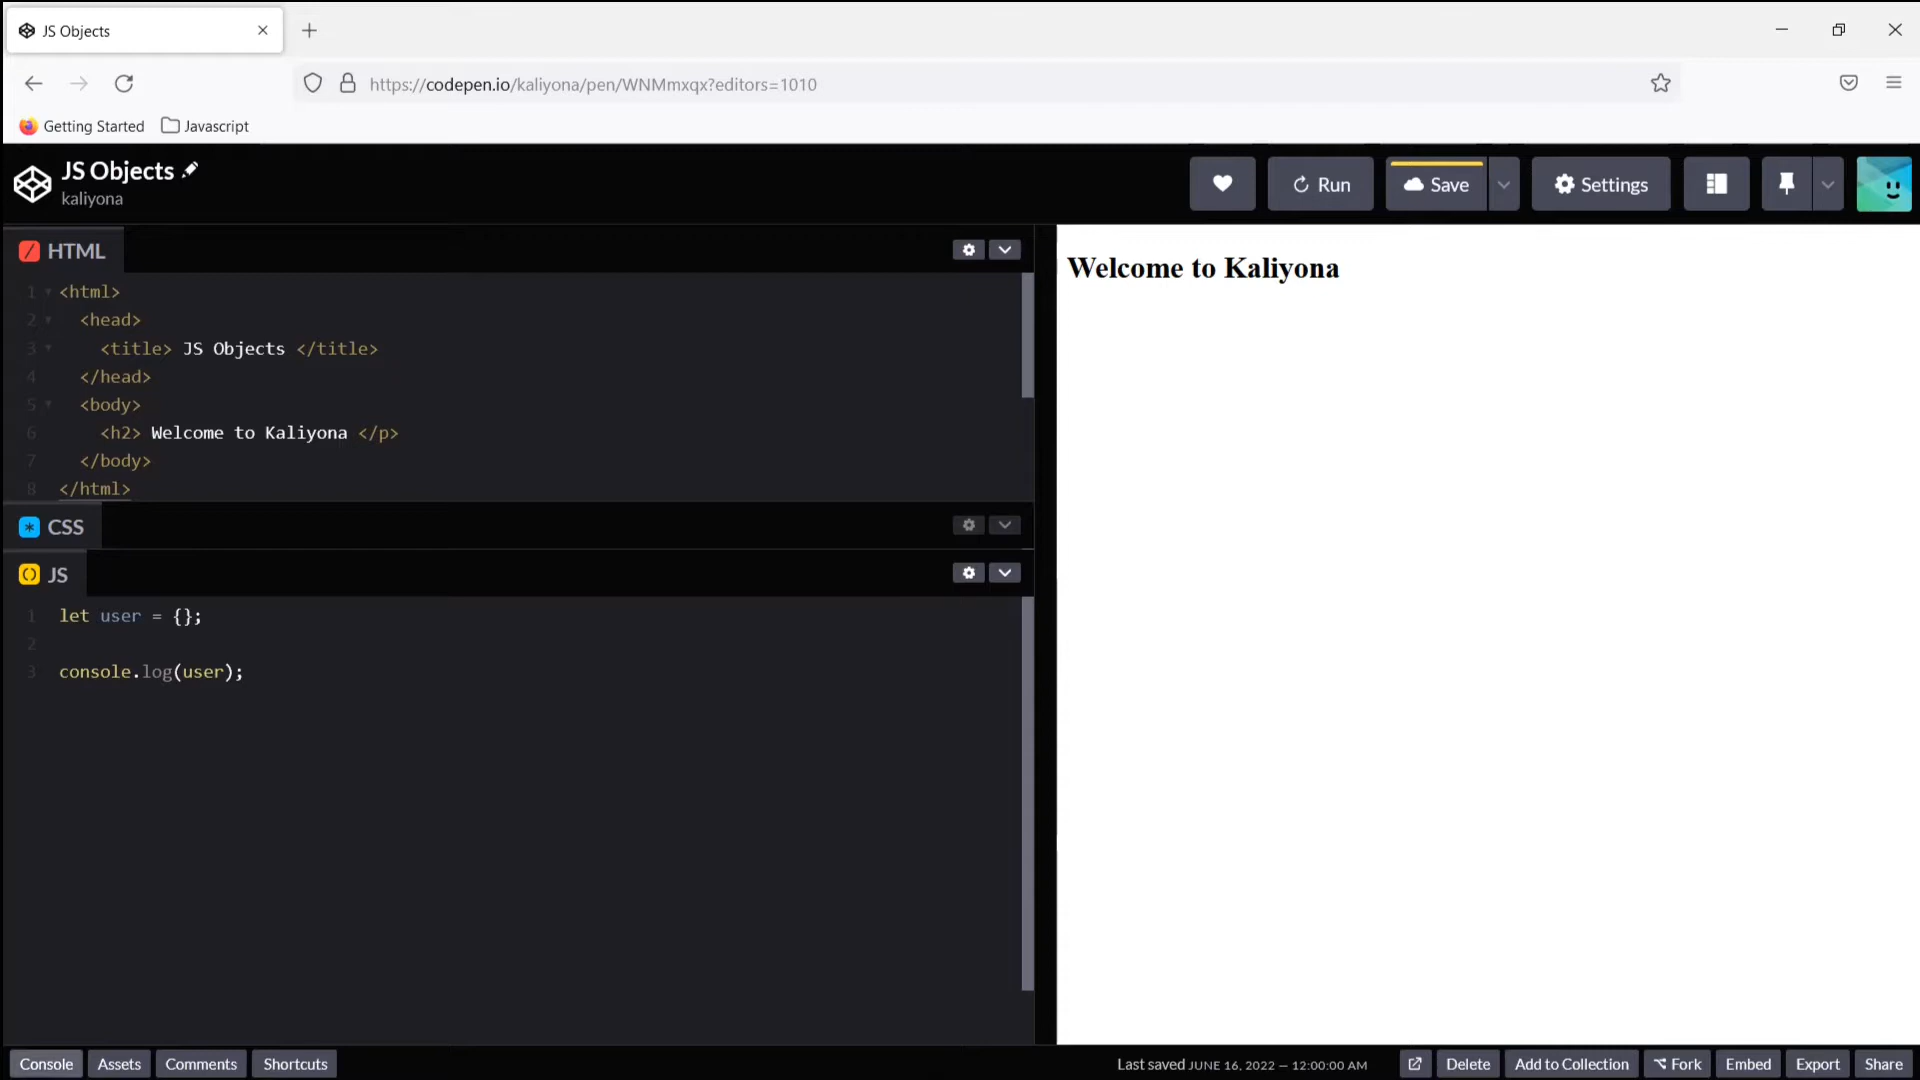 JS Objects
https://codepen.io/kaliyona/pen/WNMmxqx?editors=1010
Getting Started Javascript
JS Objects
kaliyona
Run Save Settings
HTML
1 <html>
2 <head>
3 <title> JS Objects </title>
4 </head>
5 <body>
6 <h2> Welcome to Kaliyona </p>
7 </body>
8 </html>
CSS
JS
1 let user = {};
2
3 console.log(user);
Welcome to Kaliyona
Console Assets Comments Shortcuts
Last saved JUNE 16, 2022 — 12:00:00 AM
Delete Add to Collection Fork Embed Export Share